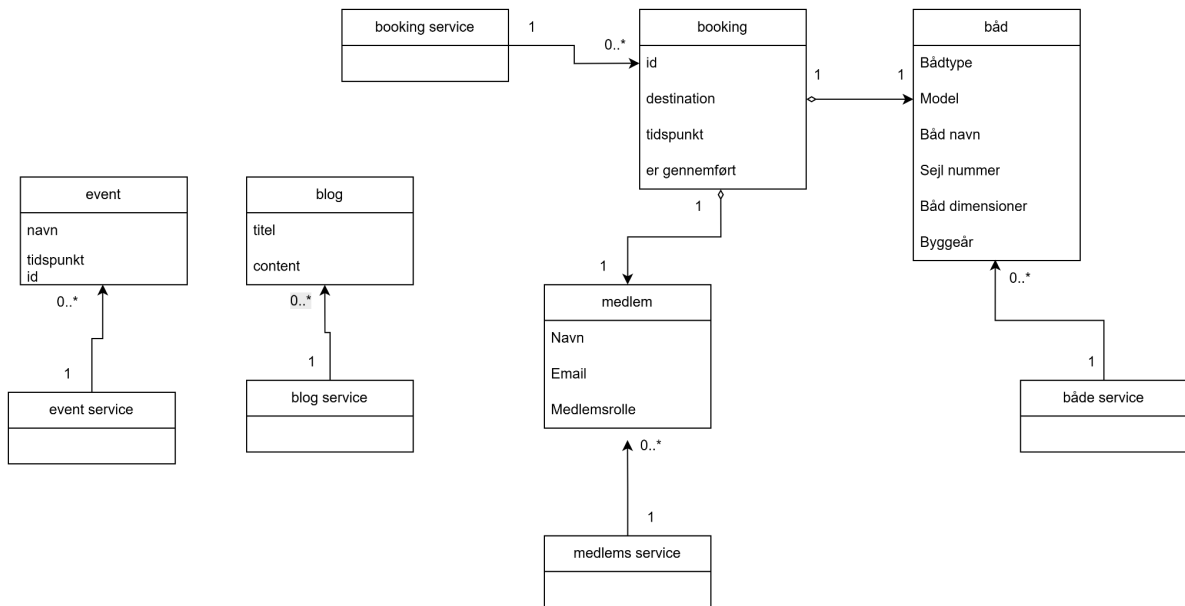 booking service
1
0..*
booking
id
destination
tidspunkt
er gennemført
1
1
båd
Bådtype
Model
Båd navn
Sejl nummer
Båd dimensioner
Byggeår
event
navn
tidspunkt
id
0..*
1
event service
blog
titel
content
0..*
1
blog service
1
1
medlem
Navn
Email
Medlemsrolle
0..*
1
medlems service
0..*
1
både service